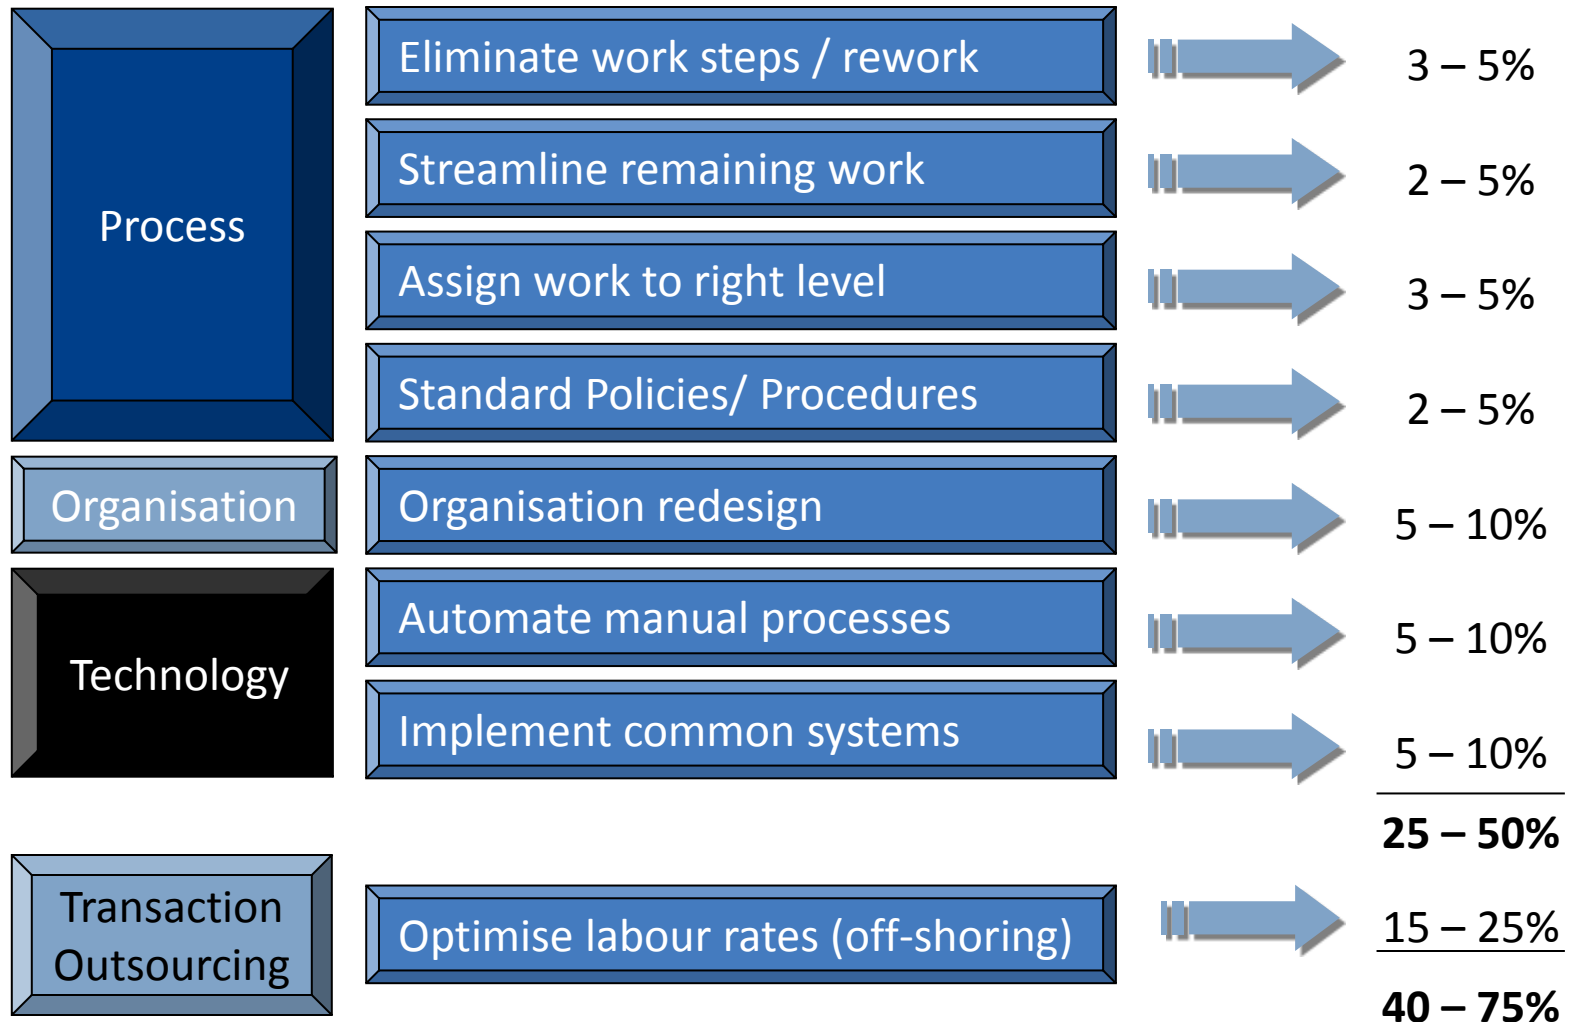 Process
Eliminate work steps / rework
3 – 5%
Streamline remaining work
2 – 5%
Assign work to right level
3 – 5%
Standard Policies/ Procedures
2 – 5%
Organisation
Organisation redesign
5 – 10%
Technology
Automate manual processes
5 – 10%
Implement common systems
5 – 10%
25 – 50%
Transaction
Outsourcing
Optimise labour rates (off-shoring)
15 – 25%
40 – 75%